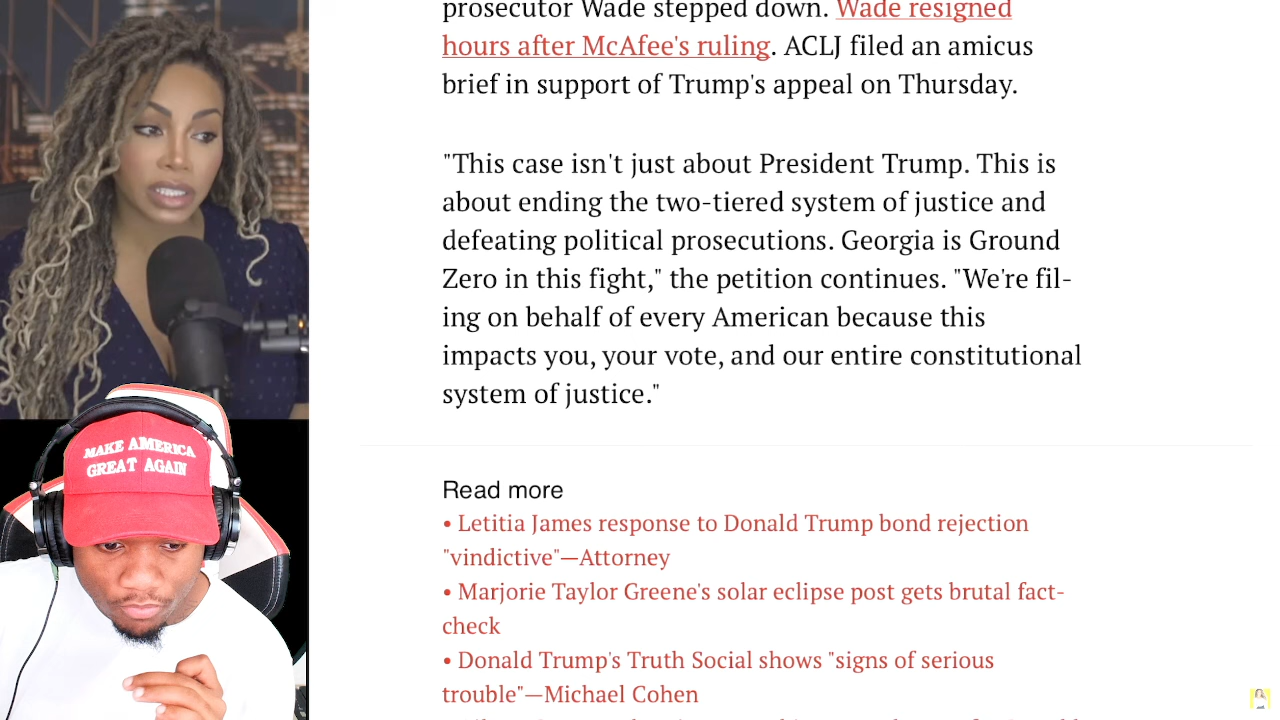 prosecutor Wade stepped down. Wade resigned
hours after McAfee's ruling. ACLJ filed an amicus
brief in support of Trump's appeal on Thursday.
"This case isn't just about President Trump. This is
about ending the two-tiered system of justice and
defeating political prosecutions. Georgia is Ground
Zero in this fight," the petition continues. "We're fil-
ing on behalf of every American because this
impacts you, your vote, and our entire constitutional
system of justice."
MAKE AMERICA
GREAT AGAIN
Read more
• Letitia James response to Donald Trump bond rejection
"vindictive"—Attorney
• Marjorie Taylor Greene's solar eclipse post gets brutal fact-
check
• Donald Trump's Truth Social shows "signs of serious
trouble"—Michael Cohen